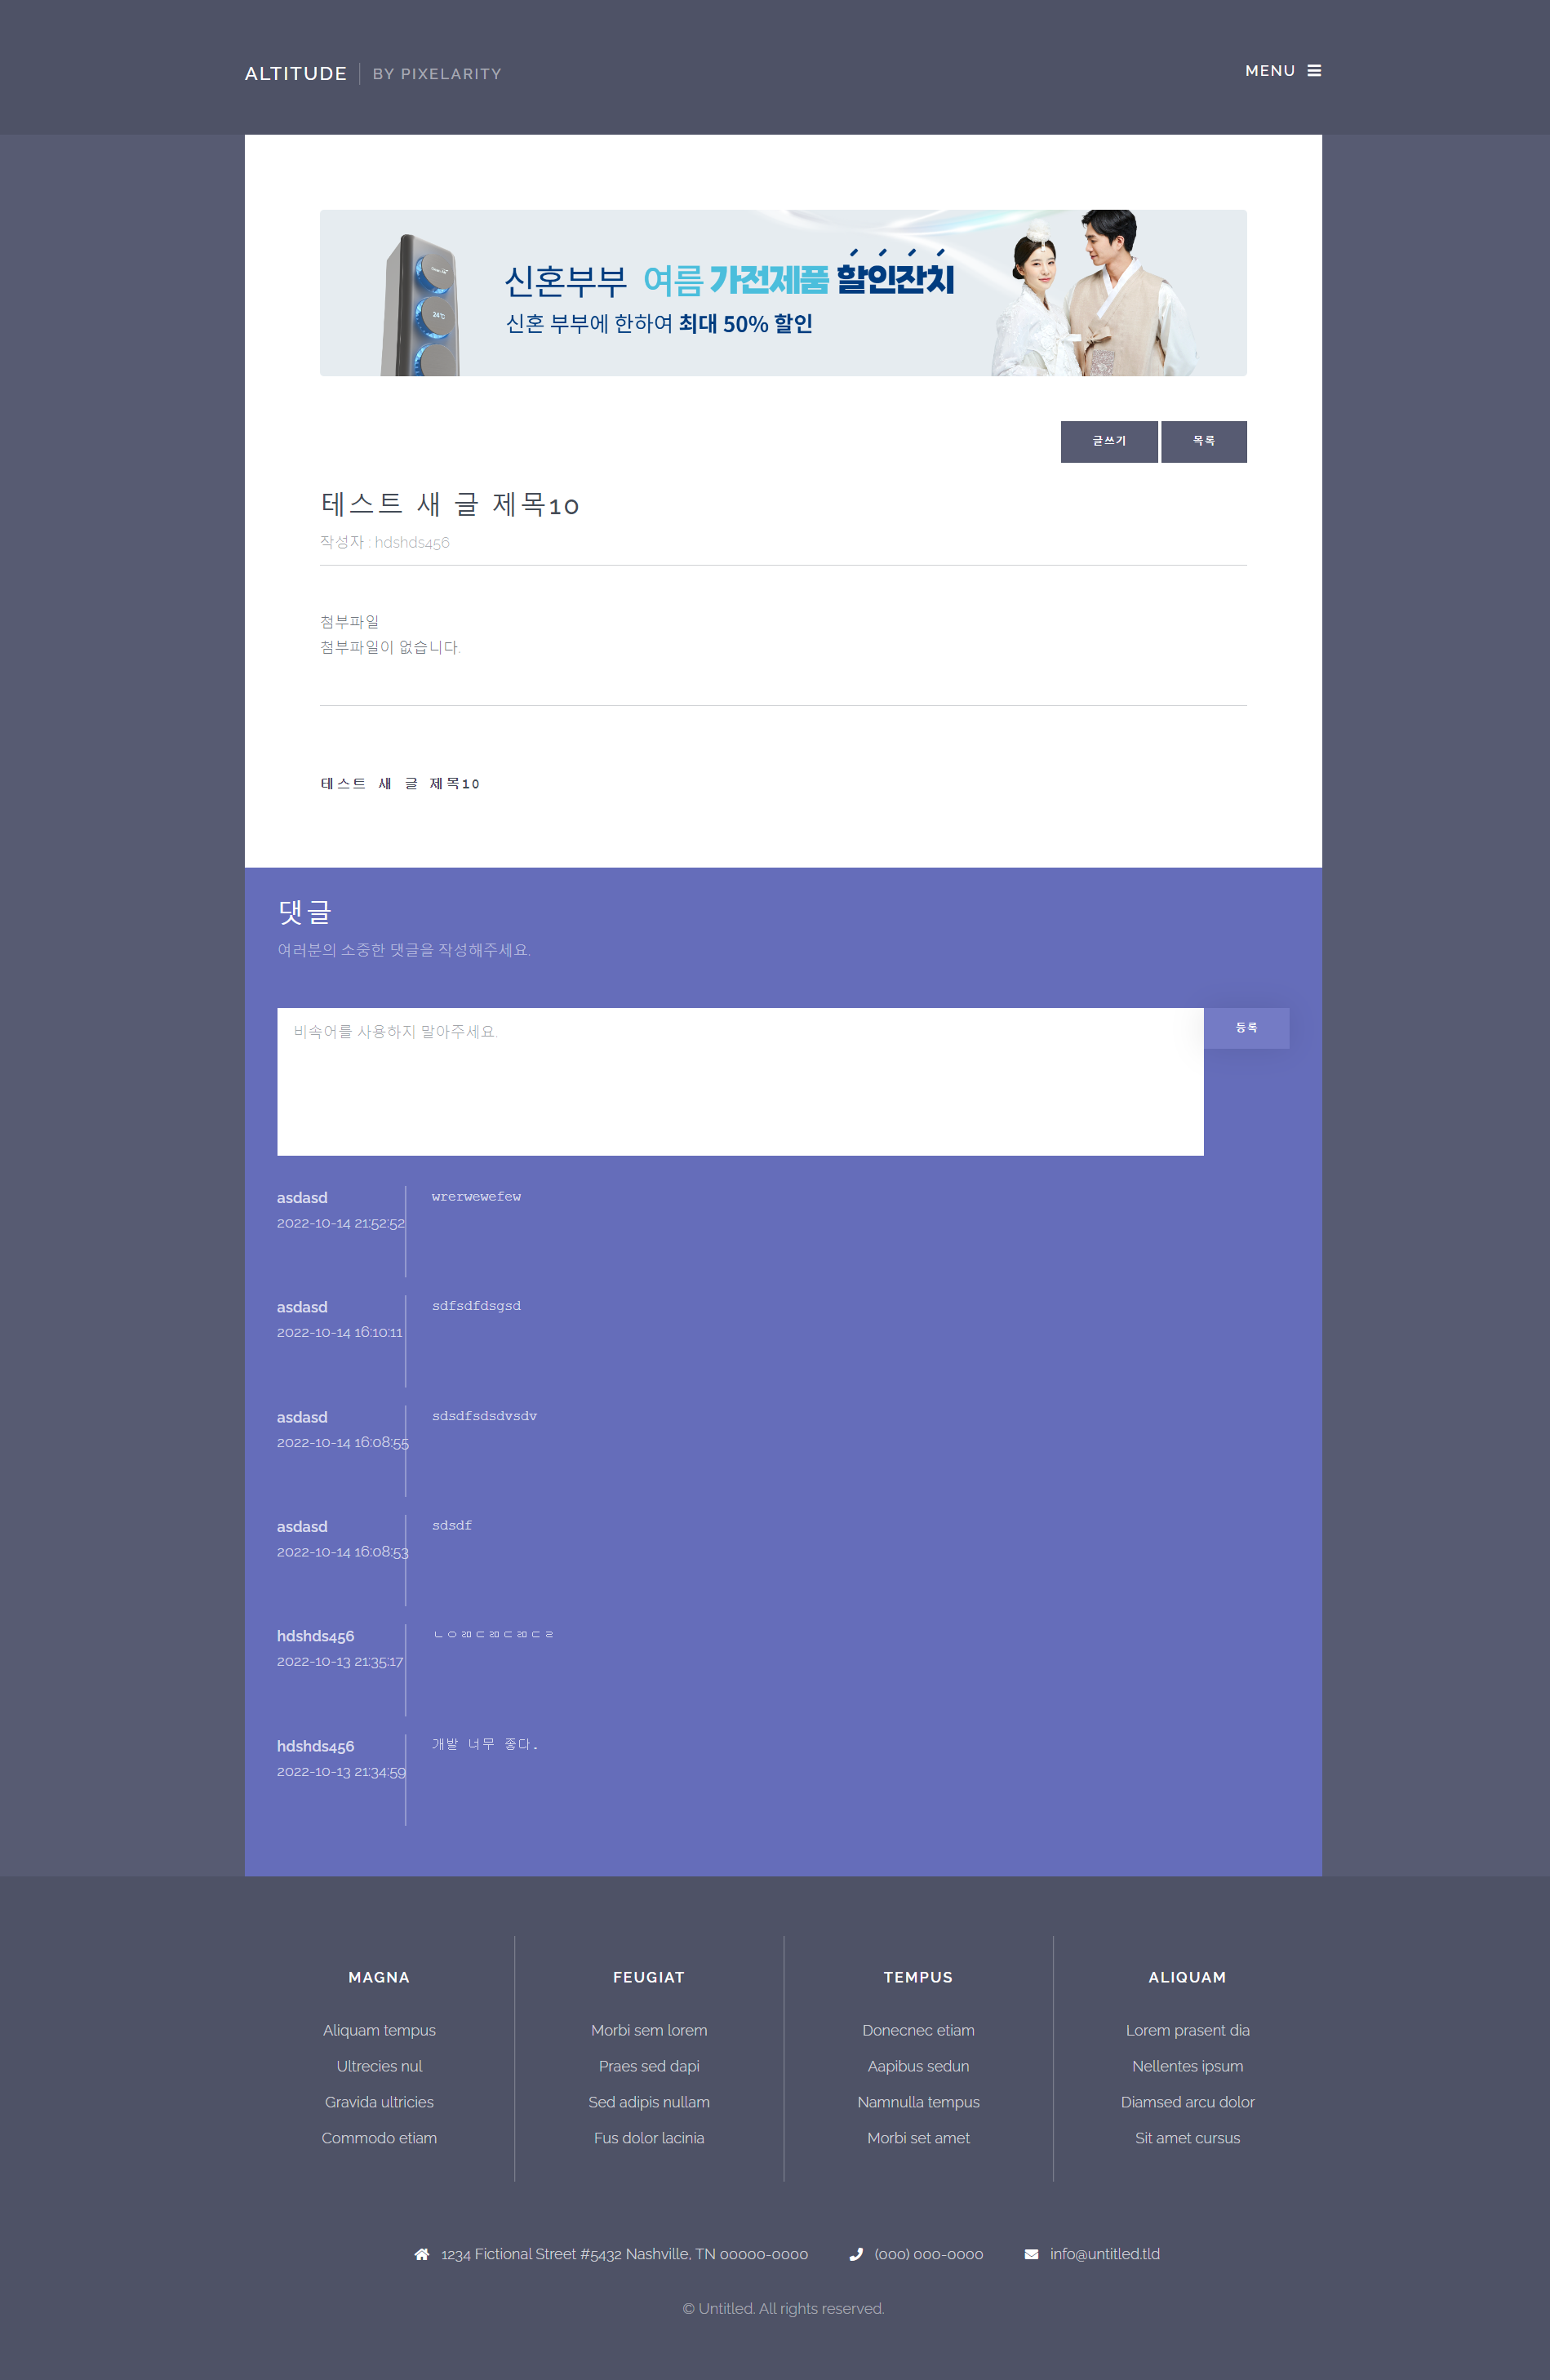 ALTITUDE BY PIXELARITY
MENU
신혼부부 여름 가전제품 할인잔치
신혼 부부에 한하여 최대 50% 할인
24℃
글쓰기 목록
테스트 새 글 제목10
작성자 : hdshds456
첨부파일
첨부파일이 없습니다.
테스트 새 글 제목10
댓글
여러분의 소중한 댓글을 작성해주세요.
비속어를 사용하지 말아주세요.
등록
asdasd
2022-10-14 21:52:52
wrerwewefew
asdasd
2022-10-14 16:10:11
sdfsdfdsgsd
asdasd
2022-10-14 16:08:55
sdsdfsdsdvsdv
asdasd
2022-10-14 16:08:53
sdsdf
hdshds456
2022-10-13 21:35:17
hdshds456
2022-10-13 21:34:59
개발 너무 좋다.
MAGNA
Aliquam tempus
Ultrecies nul
Gravida ultricies
Commodo etiam
FEUGIAT
Morbi sem lorem
Praes sed dapi
Sed adipis nullam
Fus dolor lacinia
TEMPUS
Donecnec etiam
Aapibus sedun
Namnulla tempus
Morbi set amet
ALIQUAM
Lorem prasent dia
Nellentes ipsum
Diamsed arcu dolor
Sit amet cursus
1234 Fictional Street #5432 Nashville, TN 00000-0000
(000) 000-0000
info@untitled.tld
© Untitled. All rights reserved.